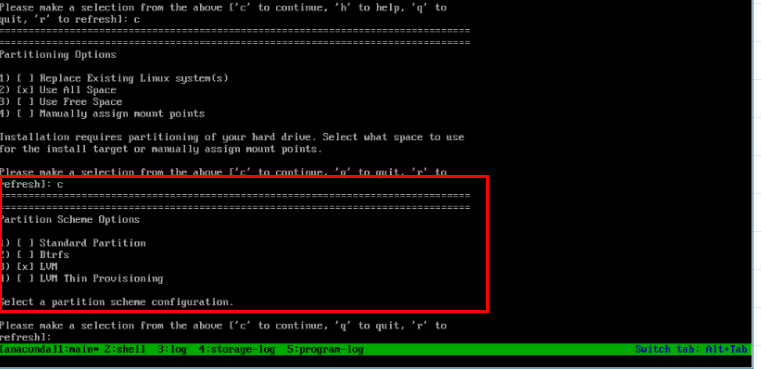 Please make a selection from the above ['c' to continue, 'h' to help, 'q' to
quit, 'r' to refresh]: c
================================================================================
================================================================================
Partitioning Options
1) [ ] Replace Existing Linux system(s)
2) [x] Use All Space
3) [ ] Use Free Space
4) [ ] Manually assign mount points
Installation requires partitioning of your hard drive. Select what space to use
for the install target or manually assign mount points.
Please make a selection from the above ['c' to continue, 'q' to quit, 'r' to
refresh]: c
================================================================================
================================================================================
Partition Scheme Options
1) [ ] Standard Partition
2) [ ] Btrfs
3) [x] LVM
4) [ ] LVM Thin Provisioning
Select a partition scheme configuration.
Please make a selection from the above ['c' to continue, 'q' to quit, 'r' to
refresh]:
[anaconda]1:main* 2:shell  3:log  4:storage-log  5:program-log Switch tab: Alt+Tab